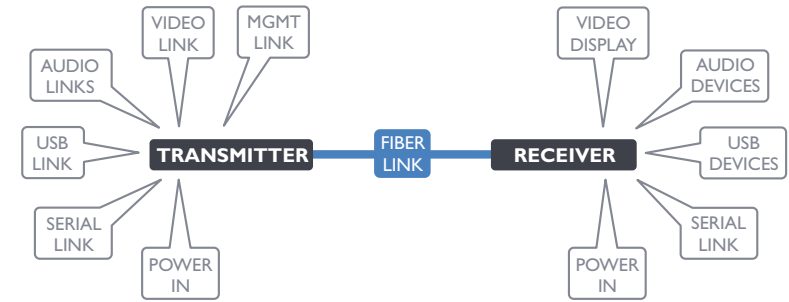 VIDEO
LINK
MGMT
LINK
VIDEO
DISPLAY
AUDIO
LINKS
AUDIO
DEVICES
USB
LINK
TRANSMITTER
FIBER
LINK
RECEIVER
USB
DEVICES
SERIAL
LINK
POWER
IN
POWER
IN
SERIAL
LINK